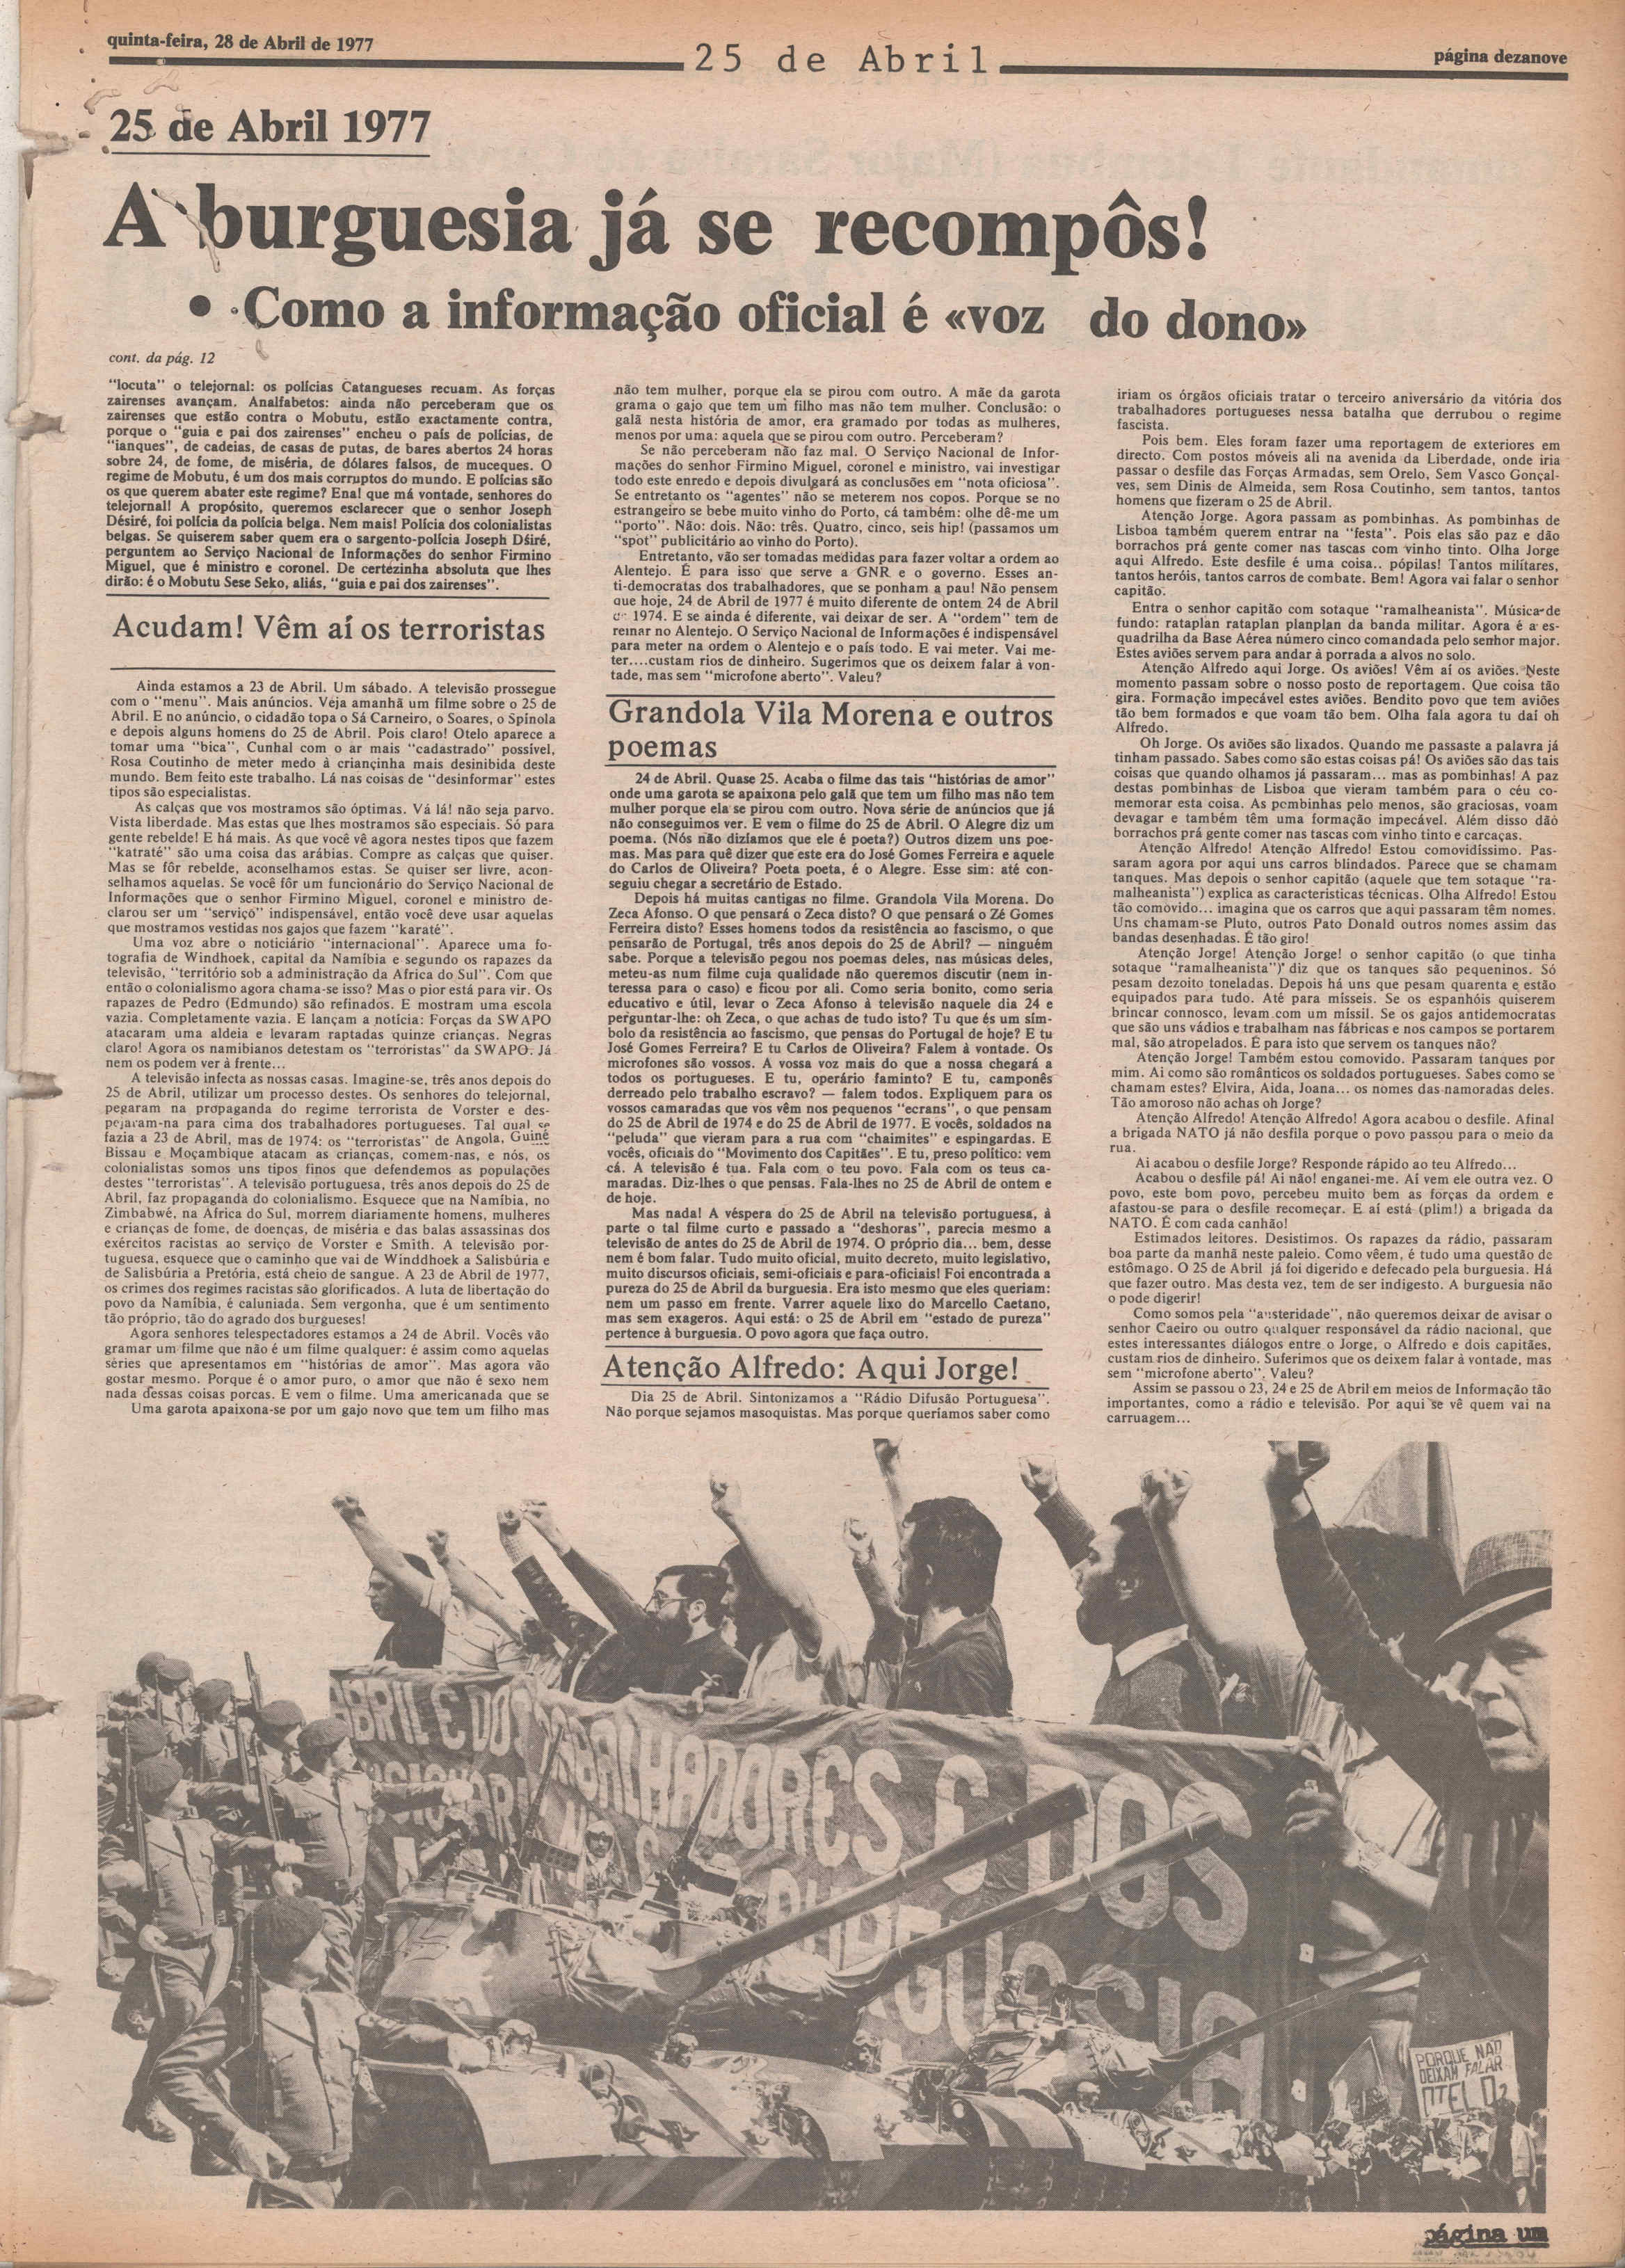 quinta-feira, 28 de Abril de 1977
25 de Abril
página dezanove
25 de Abril 1977
A burguesia já se recompôs!
• Como a informação oficial é «voz do dono»
cont. da pág. 12
"locuta" o telejornal: os polícias Catangueses recuam. As forças
zairenses avançam. Analfabetos: ainda não perceberam que os
zairenses que estão contra o Mobutu, estão exactamente contra,
porque o "guia e pai dos zairenses" encheu o país de polícias, de
"ianques", de cadeias, de casas de putas, de bares abertos 24 horas
sobre 24, de fome, de miséria, de dólares falsos, de muceques. O
regime de Mobutu, é um dos mais corruptos do mundo. E polícias são
os que querem abater este regime? Ena! que má vontade, senhores do
telejornal! A propósito, queremos esclarecer que o senhor Joseph
Désiré, foi polícia da polícia belga. Nem mais! Polícia dos colonialistas
belgas. Se quiserem saber quem era o sargento-polícia Joseph Dśiré,
perguntem ao Serviço Nacional de Informações do senhor Firmino
Miguel, que é ministro e coronel. De certezinha absoluta que lhes
dirão: é o Mobutu Sese Seko, aliás, "guia e pai dos zairenses".
Acudam! Vêm aí os terroristas
Ainda estamos a 23 de Abril. Um sábado. A televisão prossegue
com o "menu". Mais anúncios. Veja amanhã um filme sobre o 25 de
Abril. E no anúncio, o cidadão topa o Sá Carneiro, o Soares, o Spínola
e depois alguns homens do 25 de Abril. Pois claro! Otelo aparece a
tomar uma "bica", Cunhal com o ar mais "cadastrado" possível,
Rosa Coutinho de meter medo à criançinha mais desinibida deste
mundo. Bem feito este trabalho. Lá nas coisas de "desinformar" estes
tipos são especialistas.
As calças que vos mostramos são óptimas. Vá lá! não seja parvo.
Vista liberdade. Mas estas que lhes mostramos são especiais. Só para
gente rebelde! E há mais. As que você vê agora nestes tipos que fazem
"katraté" são uma coisa das arábias. Compre as calças que quiser.
Mas se fôr rebelde, aconselhamos estas. Se quiser ser livre, acon-
selhamos aquelas. Se você fôr um funcionário do Serviço Nacional de
Informações que o senhor Firmino Miguel, coronel e ministro de-
clarou ser um "serviço" indispensável, então você deve usar aquelas
que mostramos vestidas nos gajos que fazem "karaté".
Uma voz abre o noticiário "internacional". Aparece uma fo-
tografia de Windhoek, capital da Namíbia e segundo os rapazes da
televisão, "território sob a administração da Africa do Sul". Com que
então o colonialismo agora chama-se isso? Mas o pior está para vir. Os
rapazes de Pedro (Edmundo) são refinados. E mostram uma escola
vazia. Completamente vazia. E lançam a notícia: Forças da SWAPO
atacaram uma aldeia e levaram raptadas quinze crianças. Negras
claro! Agora os namibianos detestam os "terroristas" da SWAPO. Já
nem os podem ver à frente...
A televisão infecta as nossas casas. Imagine-se, três anos depois do
25 de Abril, utilizar um processo destes. Os senhores do telejornal,
pegaram na propaganda do regime terrorista de Vorster e des-
pejaram-na para cima dos trabalhadores portugueses. Tal qual se
fazia a 23 de Abril, mas de 1974: os "terroristas" de Angola, Guiné
Bissau e Moçambique atacam as crianças, comem-nas, e nós, os
colonialistas somos uns tipos finos que defendemos as populações
destes "terroristas". A televisão portuguesa, três anos depois do 25 de
Abril, faz propaganda do colonialismo. Esquece que na Namíbia, no
Zimbabwé, na África do Sul, morrem diariamente homens, mulheres
e crianças de fome, de doenças, de miséria e das balas assassinas dos
exércitos racistas ao serviço de Vorster e Smith. A televisão por-
tuguesa, esquece que o caminho que vai de Winddhoek a Salisbúria e
de Salisbúria a Pretória, está cheio de sangue. A 23 de Abril de 1977,
os crimes dos regimes racistas são glorificados. A luta de libertação do
povo da Namíbia, é caluniada. Sem vergonha, que é um sentimento
tão próprio, tão do agrado dos burgueses!
Agora senhores telespectadores estamos a 24 de Abril. Vocês vão
gramar um filme que não é um filme qualquer: é assim como aquelas
séries que apresentamos em "histórias de amor". Mas agora vão
gostar mesmo. Porque é o amor puro, o amor que não é sexo nem
nada dessas coisas porcas. E vem o filme. Uma americanada que se
Uma garota apaixona-se por um gajo novo que tem um filho mas
não tem mulher, porque ela se pirou com outro. A mãe da garota
grama o gajo que tem um filho mas não tem mulher. Conclusão: o
galã nesta história de amor, era gramado por todas as mulheres,
menos por uma: aquela que se pirou com outro. Perceberam?
Se não perceberam não faz mal. O Serviço Nacional de Infor-
mações do senhor Firmino Miguel, coronel e ministro, vai investigar
todo este enredo e depois divulgará as conclusões em "nota oficiosa".
Se entretanto os "agentes" não se meterem nos copos. Porque se no
estrangeiro se bebe muito vinho do Porto, cá também: olhe dê-me um
"porto". Não: dois. Não: três. Quatro, cinco, seis hip! (passamos um
"spot" publicitário ao vinho do Porto).
Entretanto, vão ser tomadas medidas para fazer voltar a ordem ao
Alentejo. É para isso que serve a GNR e o governo. Esses an-
ti-democratas dos trabalhadores, que se ponham a pau! Não pensem
que hoje, 24 de Abril de 1977 é muito diferente de ontem 24 de Abril
de 1974. E se ainda é diferente, vai deixar de ser. A "ordem" tem de
reinar no Alentejo. O Serviço Nacional de Informações é indispensável
para meter na ordem o Alentejo e o país todo. E vai meter. Vai me-
ter....custam rios de dinheiro. Sugerimos que os deixem falar à von-
tade, mas sem "microfone aberto". Valeu?
Grandola Vila Morena e outros
poemas
24 de Abril. Quase 25. Acaba o filme das tais "histórias de amor"
onde uma garota se apaixona pelo galã que tem um filho mas não tem
mulher porque ela se pirou com outro. Nova série de anúncios que já
não conseguimos ver. E vem o filme do 25 de Abril. O Alegre diz um
poema. (Nós não dizíamos que ele é poeta?) Outros dizem uns poe-
mas. Mas para quê dizer que este era do José Gomes Ferreira e aquele
do Carlos de Oliveira? Poeta poeta, é o Alegre. Esse sim: até con-
seguiu chegar a secretário de Estado.
Depois há muitas cantigas no filme. Grandola Vila Morena. Do
Zeca Afonso. O que pensará o Zeca disto? O que pensará o Zé Gomes
Ferreira disto? Esses homens todos da resistência ao fascismo, o que
pensarão de Portugal, três anos depois do 25 de Abril? — ninguém
sabe. Porque a televisão pegou nos poemas deles, nas músicas deles,
meteu-as num filme cuja qualidade não queremos discutir (nem in-
teressa para o caso) e ficou por ali. Como seria bonito, como seria
educativo e útil, levar o Zeca Afonso à televisão naquele dia 24 e
perguntar-lhe: oh Zeca, o que achas de tudo isto? Tu que és um sím-
bolo da resistência ao fascismo, que pensas do Portugal de hoje? E tu
José Gomes Ferreira? E tu Carlos de Oliveira? Falem à vontade. Os
microfones são vossos. A vossa voz mais do que a nossa chegará a
todos os portugueses. E tu, operário faminto? E tu, camponês
derreado pelo trabalho escravo? — falem todos. Expliquem para os
vossos camaradas que vos vêm nos pequenos "ecrans", o que pensam
do 25 de Abril de 1974 e do 25 de Abril de 1977. E vocês, soldados na
"peluda" que vieram para a rua com "chaimites" e espingardas. E
vocês, oficiais do "Movimento dos Capitães". E tu, preso político: vem
cá. A televisão é tua. Fala com o teu povo. Fala com os teus ca-
maradas. Diz-lhes o que pensas. Fala-lhes no 25 de Abril de ontem e
de hoje.
Mas nada! A véspera do 25 de Abril na televisão portuguesa, à
parte o tal filme curto e passado a "deshoras", parecia mesmo a
televisão de antes do 25 de Abril de 1974. O próprio dia... bem, desse
nem é bom falar. Tudo muito oficial, muito decreto, muito legislativo,
muito discursos oficiais, semi-oficiais e para-oficiais! Foi encontrada a
pureza do 25 de Abril da burguesia. Era isto mesmo que eles queriam:
nem um passo em frente. Varrer aquele lixo do Marcello Caetano,
mas sem exageros. Aqui está: o 25 de Abril em "estado de pureza"
pertence à burguesia. O povo agora que faça outro.
Atenção Alfredo: Aqui Jorge!
Dia 25 de Abril. Sintonizamos a "Rádio Difusão Portuguesa".
Não porque sejamos masoquistas. Mas porque queríamos saber como
iriam os órgãos oficiais tratar o terceiro aniversário da vitória dos
trabalhadores portugueses nessa batalha que derrubou o regime
fascista.
Pois bem. Eles foram fazer uma reportagem de exteriores em
directo. Com postos móveis ali na avenida da Liberdade, onde iria
passar o desfile das Forças Armadas, sem Orelo, Sem Vasco Gonçal-
ves, sem Dinis de Almeida, sem Rosa Coutinho, sem tantos, tantos
homens que fizeram o 25 de Abril.
Atenção Jorge. Agora passam as pombinhas. As pombinhas de
Lisboa também querem entrar na "festa". Pois elas são paz e dão
borrachos prá gente comer nas tascas com vinho tinto. Olha Jorge
aqui Alfredo. Este desfile é uma coisa.. pópilas! Tantos militares,
tantos heróis, tantos carros de combate. Bem! Agora vai falar o senhor
capitão.
Entra o senhor capitão com sotaque "ramalheanista". Música de
fundo: rataplan rataplan planplan da banda militar. Agora é a es-
quadrilha da Base Aérea número cinco comandada pelo senhor major.
Estes aviões servem para andar à porrada a alvos no solo.
Atenção Alfredo aqui Jorge. Os aviões! Vêm aí os aviões. Neste
momento passam sobre o nosso posto de reportagem. Que coisa tão
gira. Formação impecável estes aviões. Bendito povo que tem aviões
tão bem formados e que voam tão bem. Olha fala agora tu daí oh
Alfredo.
Oh Jorge. Os aviões são lixados. Quando me passaste a palavra já
tinham passado. Sabes como são estas coisas pá! Os aviões são das tais
coisas que quando olhamos já passaram... mas as pombinhas! A paz
destas pombinhas de Lisboa que vieram também para o céu co-
memorar esta coisa. As pombinhas pelo menos, são graciosas, voam
devagar e também têm uma formação impecável. Além disso dão
borrachos prá gente comer nas tascas com vinho tinto e carcaças.
Atenção Alfredo! Atenção Alfredo! Estou comovidíssimo. Pas-
saram agora por aqui uns carros blindados. Parece que se chamam
tanques. Mas depois o senhor capitão (aquele que tem sotaque "ra-
malheanista") explica as características técnicas. Olha Alfredo! Estou
tão comovido... imagina que os carros que aqui passaram têm nomes.
Uns chamam-se Pluto, outros Pato Donald outros nomes assim das
bandas desenhadas. É tão giro!
Atenção Jorge! Atenção Jorge! o senhor capitão (o que tinha
sotaque "ramalheanista") diz que os tanques são pequeninos. Só
pesam dezoito toneladas. Depois há uns que pesam quarenta e estão
equipados para tudo. Até para mísseis. Se os espanhóis quiserem
brincar connosco, levam com um míssil. Se os gajos antidemocratas
que são uns vádios e trabalham nas fábricas e nos campos se portarem
mal, são atropelados. É para isto que servem os tanques não?
Atenção Jorge! Também estou comovido. Passaram tanques por
mim. Ai como são românticos os soldados portugueses. Sabes como se
chamam estes? Elvira, Aida, Joana... os nomes das namoradas deles.
Tão amoroso não achas oh Jorge?
Atenção Alfredo! Atenção Alfredo! Agora acabou o desfile. Afinal
a brigada NATO já não desfila porque o povo passou para o meio da
rua.
Ai acabou o desfile Jorge? Responde rápido ao teu Alfredo...
Acabou o desfile pá! Ai não! enganei-me. Aí vem ele outra vez. O
povo, este bom povo, percebeu muito bem as forças da ordem e
afastou-se para o desfile recomeçar. E aí está (plim!) a brigada da
NATO. É com cada canhão!
Estimados leitores. Desistimos. Os rapazes da rádio, passaram
boa parte da manhã neste paleio. Como vêem, é tudo uma questão de
estômago. O 25 de Abril já foi digerido e defecado pela burguesia. Há
que fazer outro. Mas desta vez, tem de ser indigesto. A burguesia não
o pode digerir!
Como somos pela "austeridade", não queremos deixar de avisar o
senhor Caeiro ou outro qualquer responsável da rádio nacional, que
estes interessantes diálogos entre o Jorge, o Alfredo e dois capitães,
custam rios de dinheiro. Suferimos que os deixem falar à vontade, mas
sem "microfone aberto". Valeu?
Assim se passou o 23, 24 e 25 de Abril em meios de Informação tão
importantes, como a rádio e televisão. Por aqui se vê quem vai na
carruagem...
ABRIL É DOS TRABALHADORES E DOS
PORQUE NAO
DEIXAM FALAR
OTELO?
página um